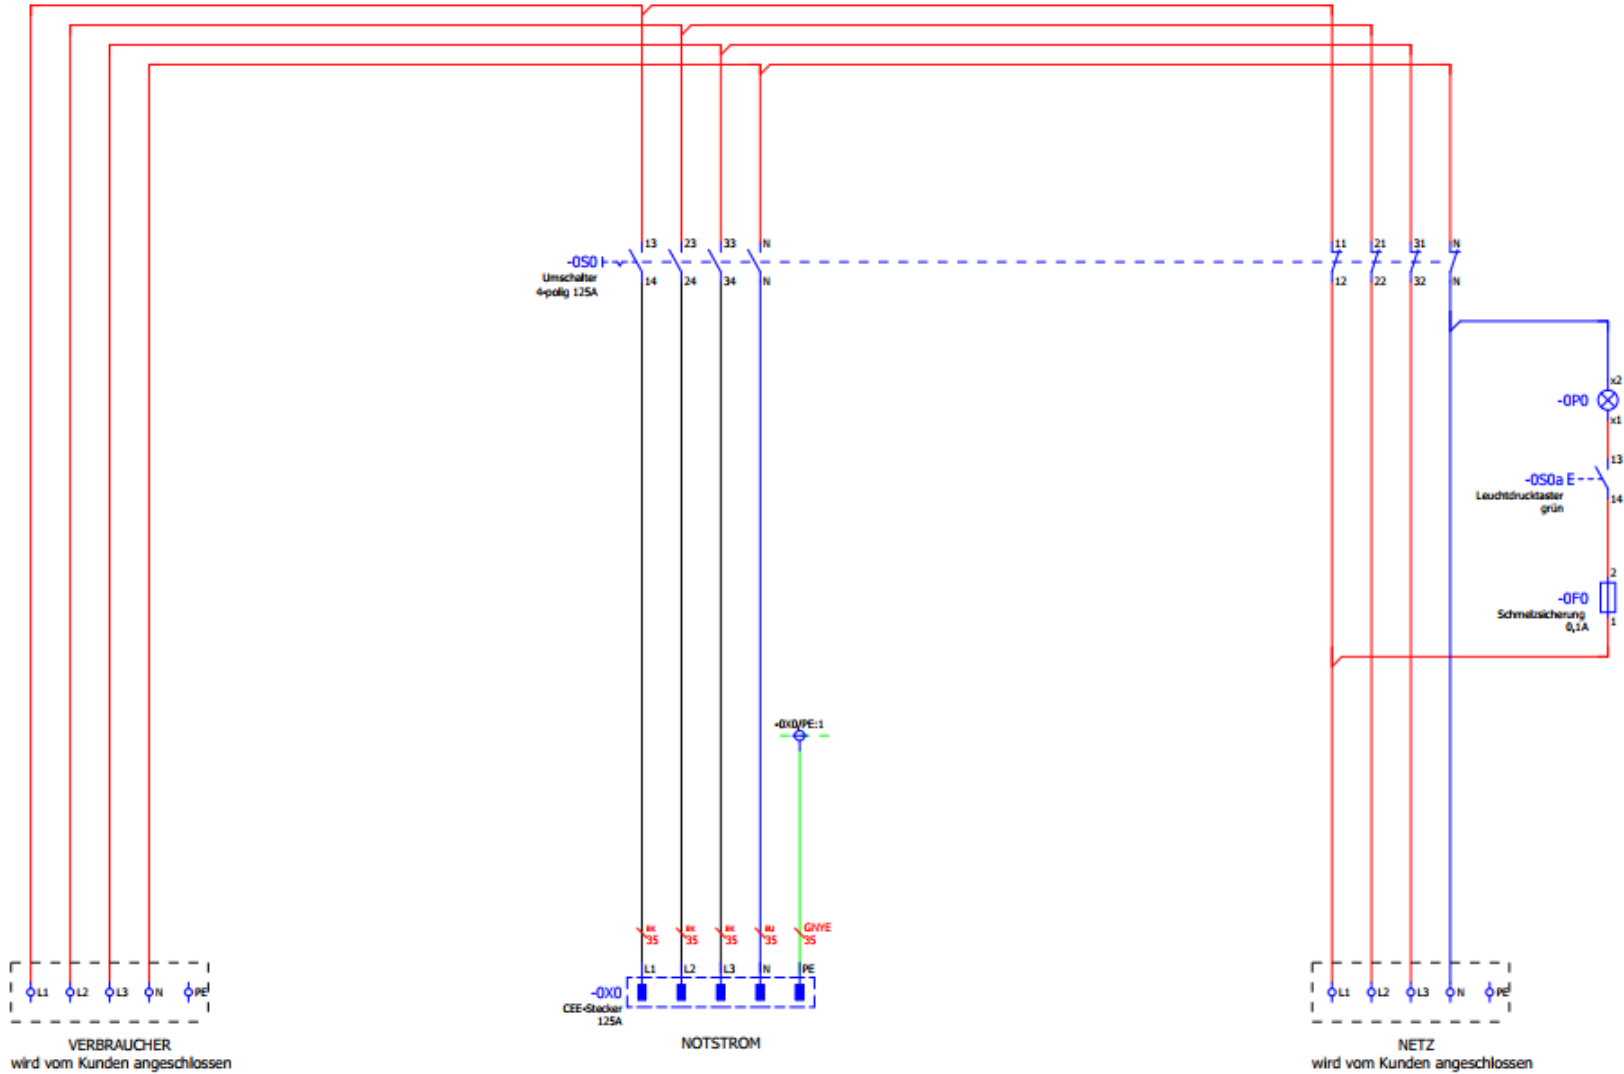 13 23 33 N
11 21 31 N
-0S0
Umschalter
4-polig 125A
14 24 34 N
12 22 32 N
x2
-0P0
x1
13
-0S0a E
Leuchtdrucktaster
grün
14
2
-0F0
Schmelzsicherung
0,1A
1
-0X0/PE:1
BK BK BK BU GNYE
35 35 35 35 35
L1 L2 L3 N PE
L1 L2 L3 N PE
-0X0
CEE-Stecker
125A
L1 L2 L3 N PE
VERBRAUCHER
wird vom Kunden angeschlossen
NOTSTROM
NETZ
wird vom Kunden angeschlossen